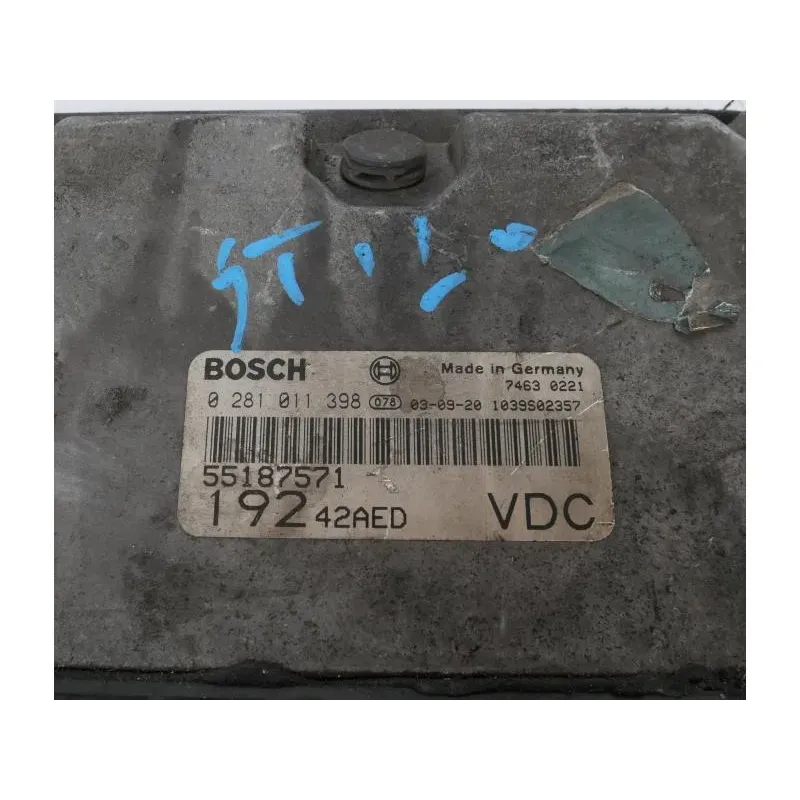 STILO
BOSCH Made in Germany
7463 0221
0 281 011 398 078 03-09-20 1039S02357
55187571
192 42AED VDC